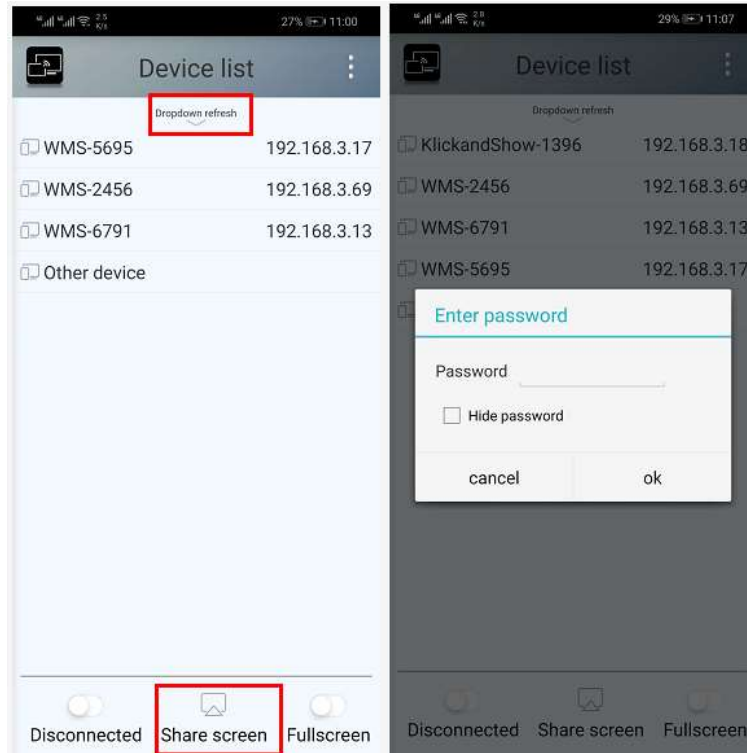 2.5
K/s
27% 11:00
Device list
Dropdown refresh
WMS-5695 192.168.3.17
WMS-2456 192.168.3.69
WMS-6791 192.168.3.13
Other device
Disconnected Share screen Fullscreen
29% 11:07
Device list
Dropdown refresh
KlickandShow-1396 192.168.3.18
WMS-2456 192.168.3.69
WMS-6791 192.168.3.13
WMS-5695 192.168.3.17
Enter password
Password
Hide password
cancel ok
Disconnected Share screen Fullscreen